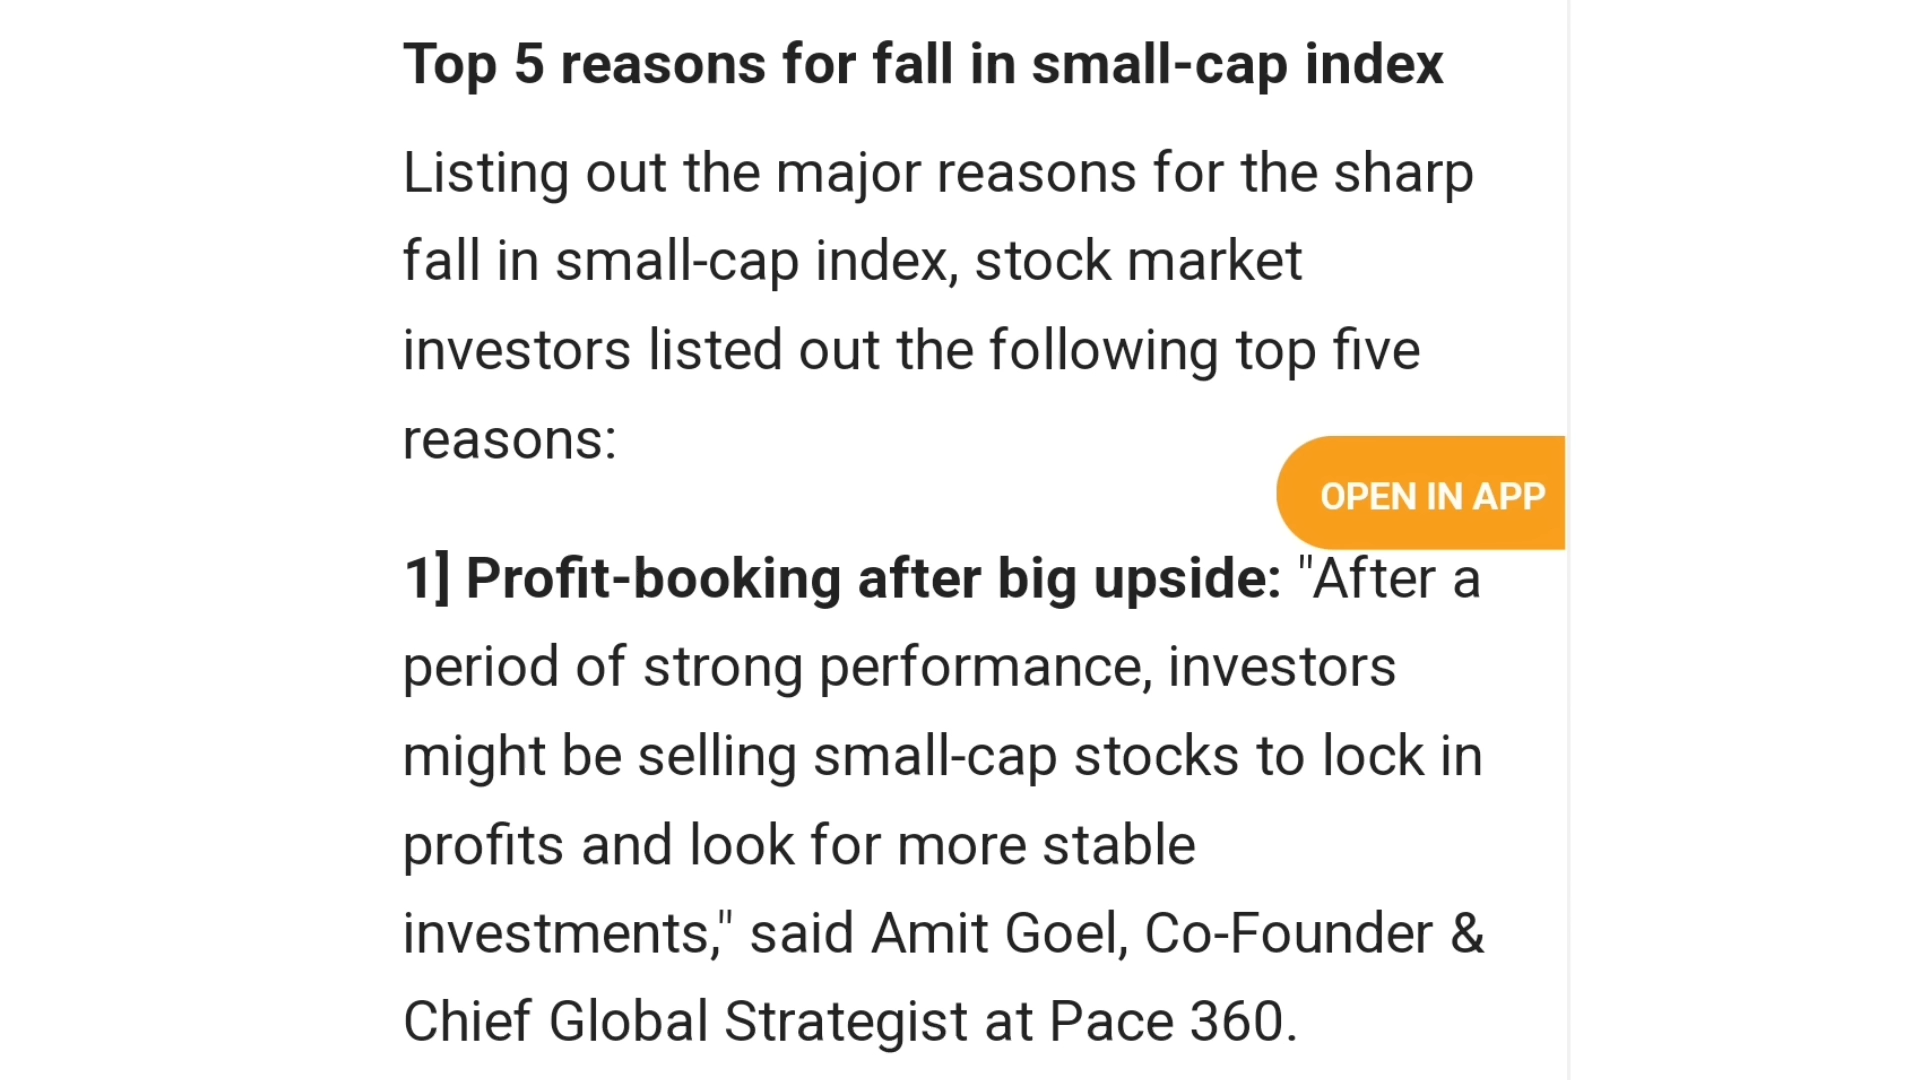 Top 5 reasons for fall in small-cap index
Listing out the major reasons for the sharp
fall in small-cap index, stock market
investors listed out the following top five
reasons:
OPEN IN APP
1] Profit-booking after big upside: "After a
period of strong performance, investors
might be selling small-cap stocks to lock in
profits and look for more stable
investments," said Amit Goel, Co-Founder &
Chief Global Strategist at Pace 360.